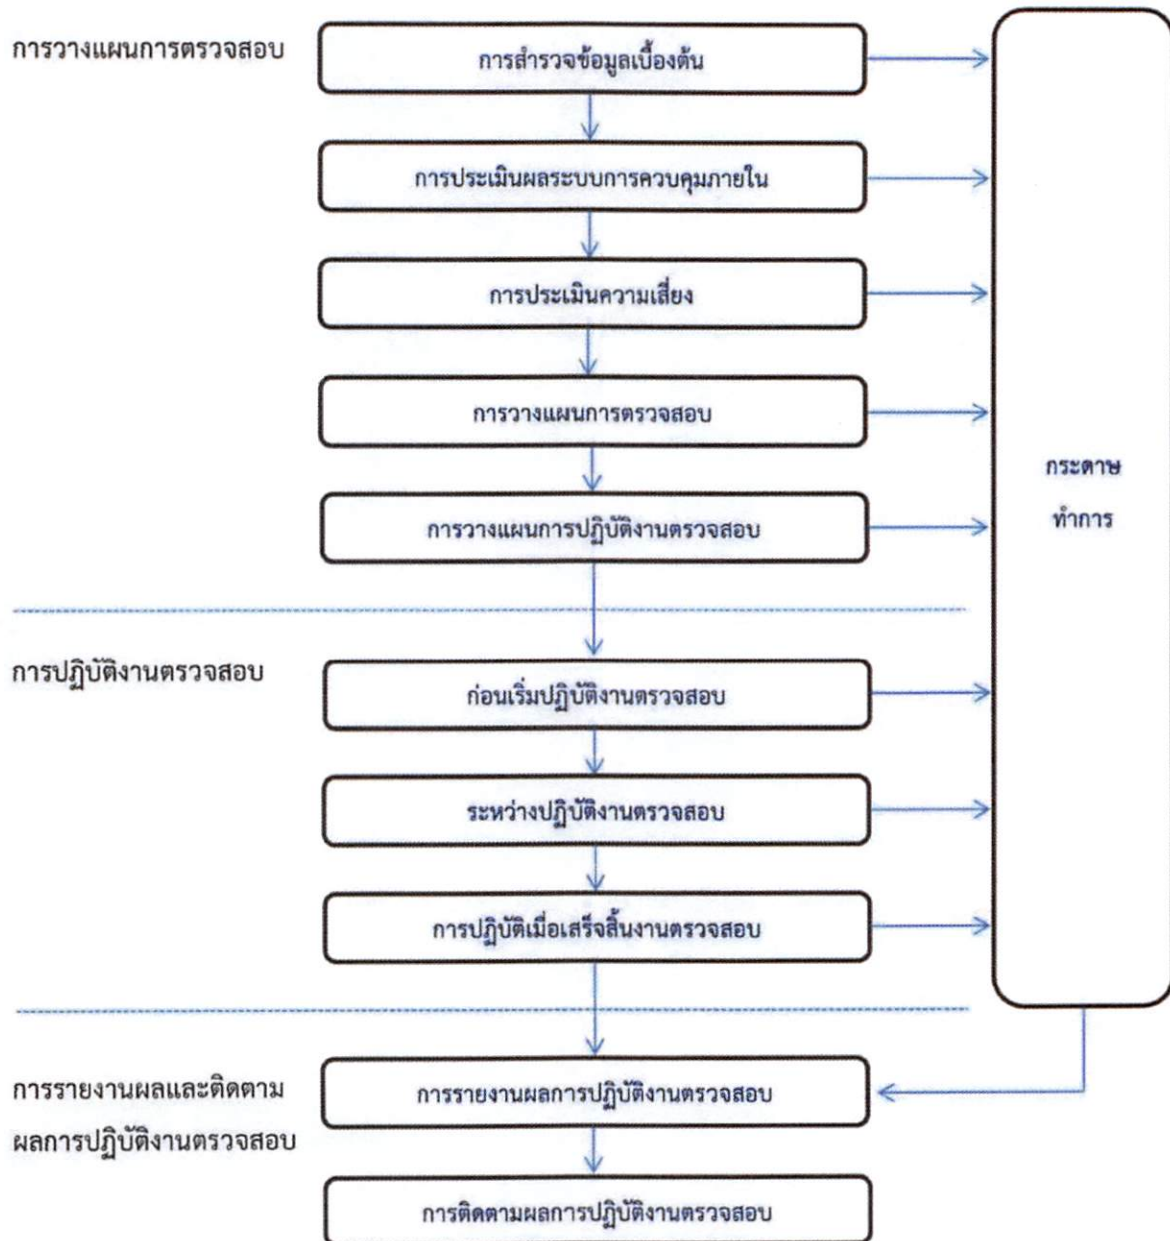 การวางแผนการตรวจสอบ
การสำรวจข้อมูลเบื้องต้น
การประเมินผลระบบการควบคุมภายใน
การประเมินความเสี่ยง
การวางแผนการตรวจสอบ
การวางแผนการปฏิบัติงานตรวจสอบ
กระดาษ
ทำการ
การปฏิบัติงานตรวจสอบ
ก่อนเริ่มปฏิบัติงานตรวจสอบ
ระหว่างปฏิบัติงานตรวจสอบ
การปฏิบัติเมื่อเสร็จสิ้นงานตรวจสอบ
การรายงานผลและติดตาม
ผลการปฏิบัติงานตรวจสอบ
การรายงานผลการปฏิบัติงานตรวจสอบ
การติดตามผลการปฏิบัติงานตรวจสอบ